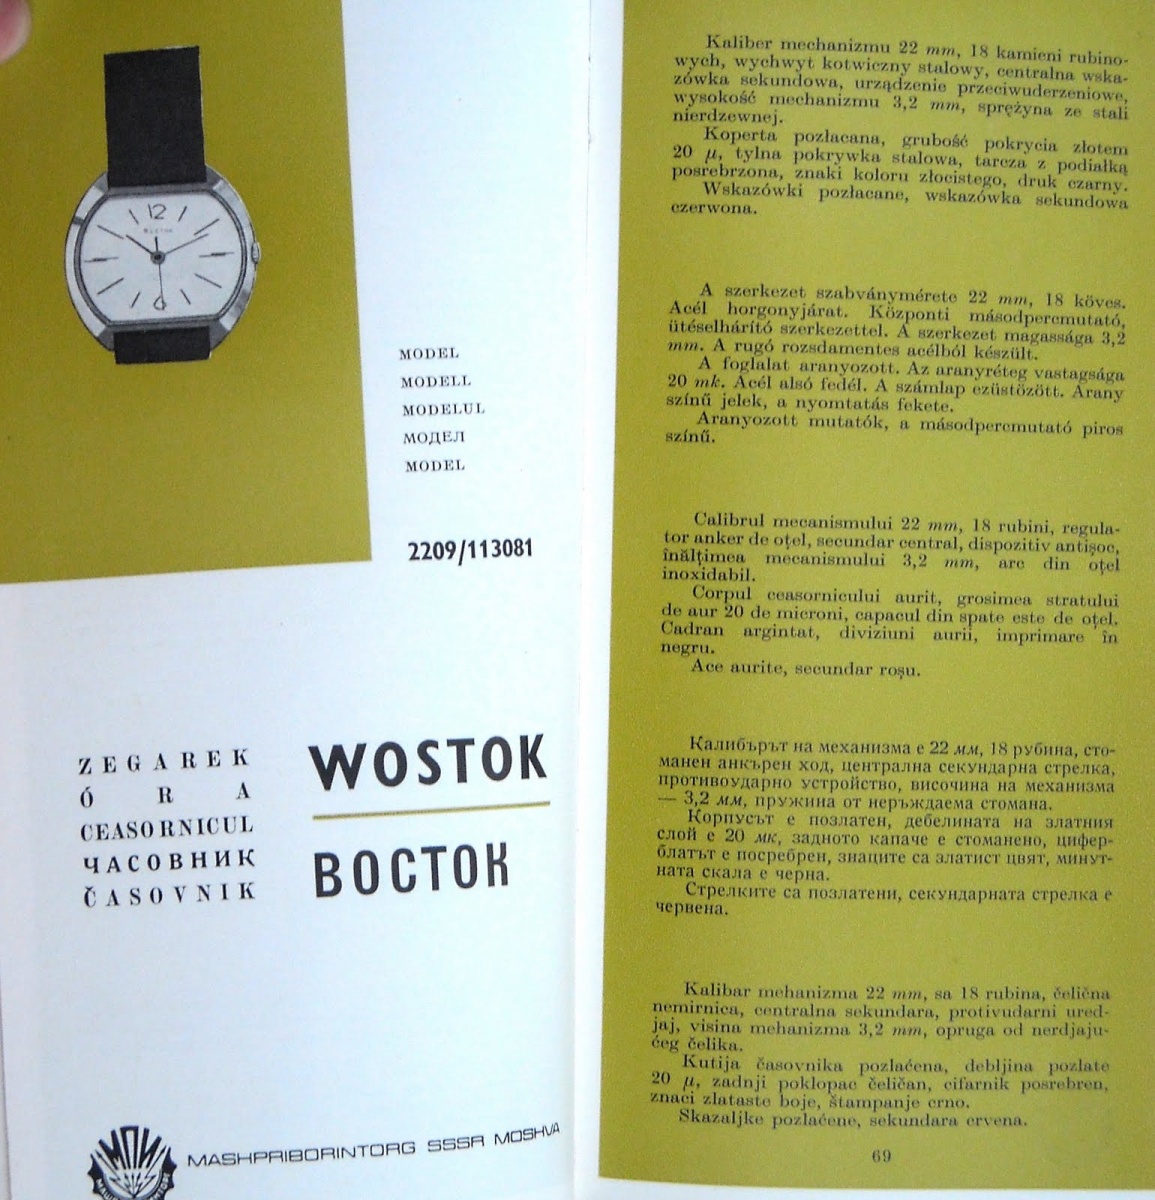 12
MODEL
MODELL
MODELUL
МОДЕЛ
MODEL
2209/113081
ZEGAREK
ÓRA
CEASORNICUL
ЧАСОВНИК
ČASOVNIK
WOSTOK
ВОСТОК
МПИ
MASHPRIBORINTORG SSSR MOSHVA
Kaliber mechanizmu 22 mm, 18 kamieni rubino-
wych, wychwyt kotwiczny stalowy, centralna wska-
zówka sekundowa, urządzenie przeciwuderzeniowe,
wysokość mechanizmu 3,2 mm, sprężyna ze stali
nierdzewnej.
Koperta pozłacana, grubość pokrycia złotem
20 µ, tylna pokrywka stalowa, tarcza z podiałką
posrebrzona, znaki koloru złocistego, druk czarny.
Wskazówki pozłacane, wskazówka sekundowa
czerwona.
A szerkezet szabványmérete 22 mm, 18 köves.
Acél horgonyjárat. Központi másodpercmutató,
ütéselhárító szerkezettel. A szerkezet magassága 3,2
mm. A rugó rozsdamentes acélból készült.
A foglalat aranyozott. Az aranyréteg vastagsága
20 mk. Acél alsó fedél. A számlap ezüstözött. Arany
színű jelek, a nyomtatás fekete.
Aranyozott mutatók, a másodpercmutató piros
színű.
Calibrul mecanismului 22 mm, 18 rubini, regula-
tor anker de oţel, secundar central, dispozitiv antişoc,
înălţimea mecanismului 3,2 mm, arc din oţel
inoxidabil.
Corpul ceasornicului aurit, grosimea stratului
de aur 20 de microni, capacul din spate este de oţel.
Cadran argintat, diviziuni aurii, imprimare în
negru.
Ace aurite, secundar roşu.
Калибърът на механизма е 22 мм, 18 рубина, сто-
манен анкърен ход, централна секундарна стрелка,
противоударно устройство, височина на механизма
— 3,2 мм, пружина от неръждаема стомана.
Корпусът е позлатен, дебелината на златния
слой е 20 мк, задното капаче е стоманено, цифер-
блатът е посребрен, знаците са златист цвят, минут-
ната скала е черна.
Стрелките са позлатени, секундарната стрелка е
червена.
Kalibar mehanizma 22 mm, sa 18 rubina, čelična
nemirnica, centralna sekundara, protivudarni ured-
jaj, visina mehanizma 3,2 mm, opruga od nerdjaju-
ćeg čelika.
Kutija časovnika pozlaćena, debljina pozlate
20 µ, zadnji poklopac čeličan, cifarnik posrebren,
znaci zlataste boje, štampanje crno.
Skazaljke pozlaćene, sekundara crvena.
69